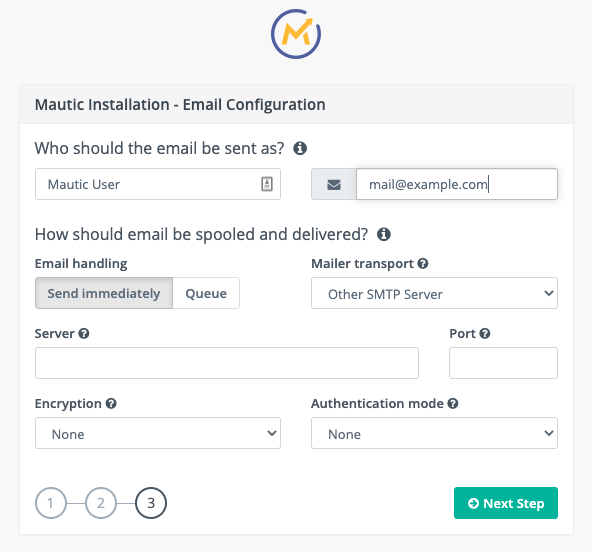 Mautic Installation - Email Configuration
Who should the email be sent as?
Mautic User
mail@example.com
How should email be spooled and delivered?
Email handling
Mailer transport
Send immediately
Queue
Other SMTP Server
Server
Port
Encryption
Authentication mode
None
None
1
2
3
Next Step